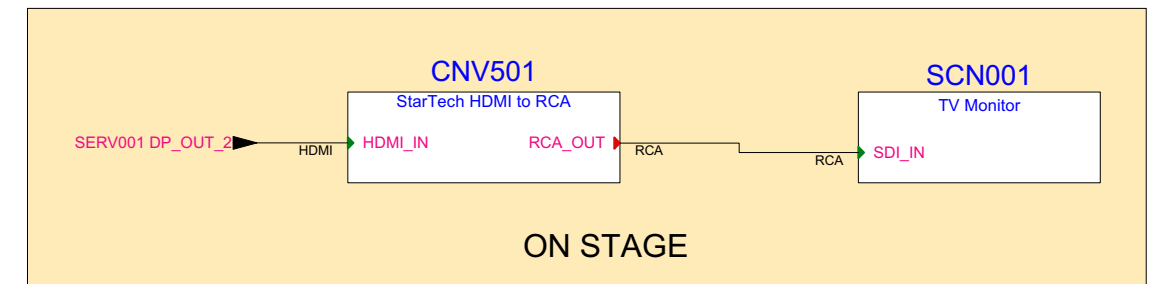 CNV501
SCN001
StarTech HDMI to RCA
TV Monitor
SERV001 DP_OUT_2
HDMI
HDMI_IN
RCA_OUT
RCA
RCA
SDI_IN
ON STAGE